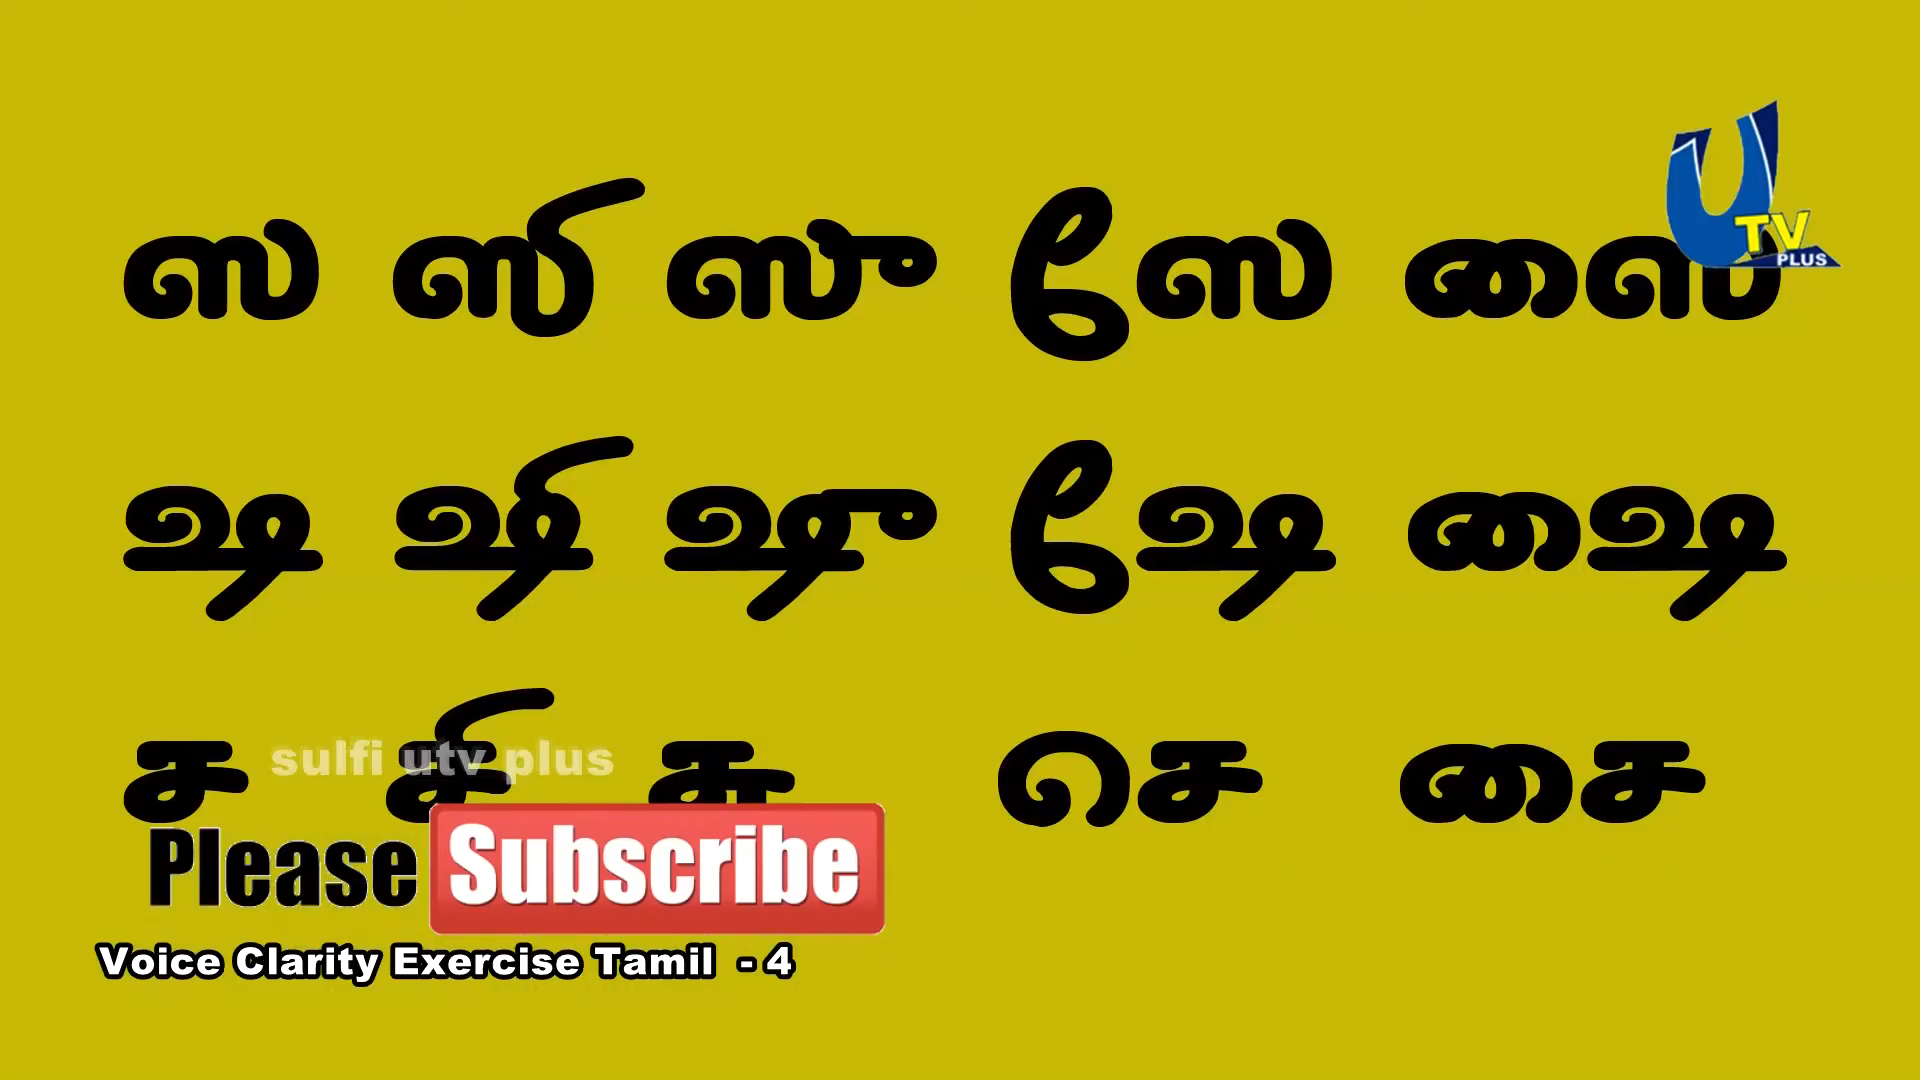 ஸ ஸி ஸு ஸே ஸை
U TV PLUS
ஷ ஷி ஷு ஷே ஷை
ச சி சு செ சை
sulfi utv plus
Please Subscribe
Voice Clarity Exercise Tamil - 4